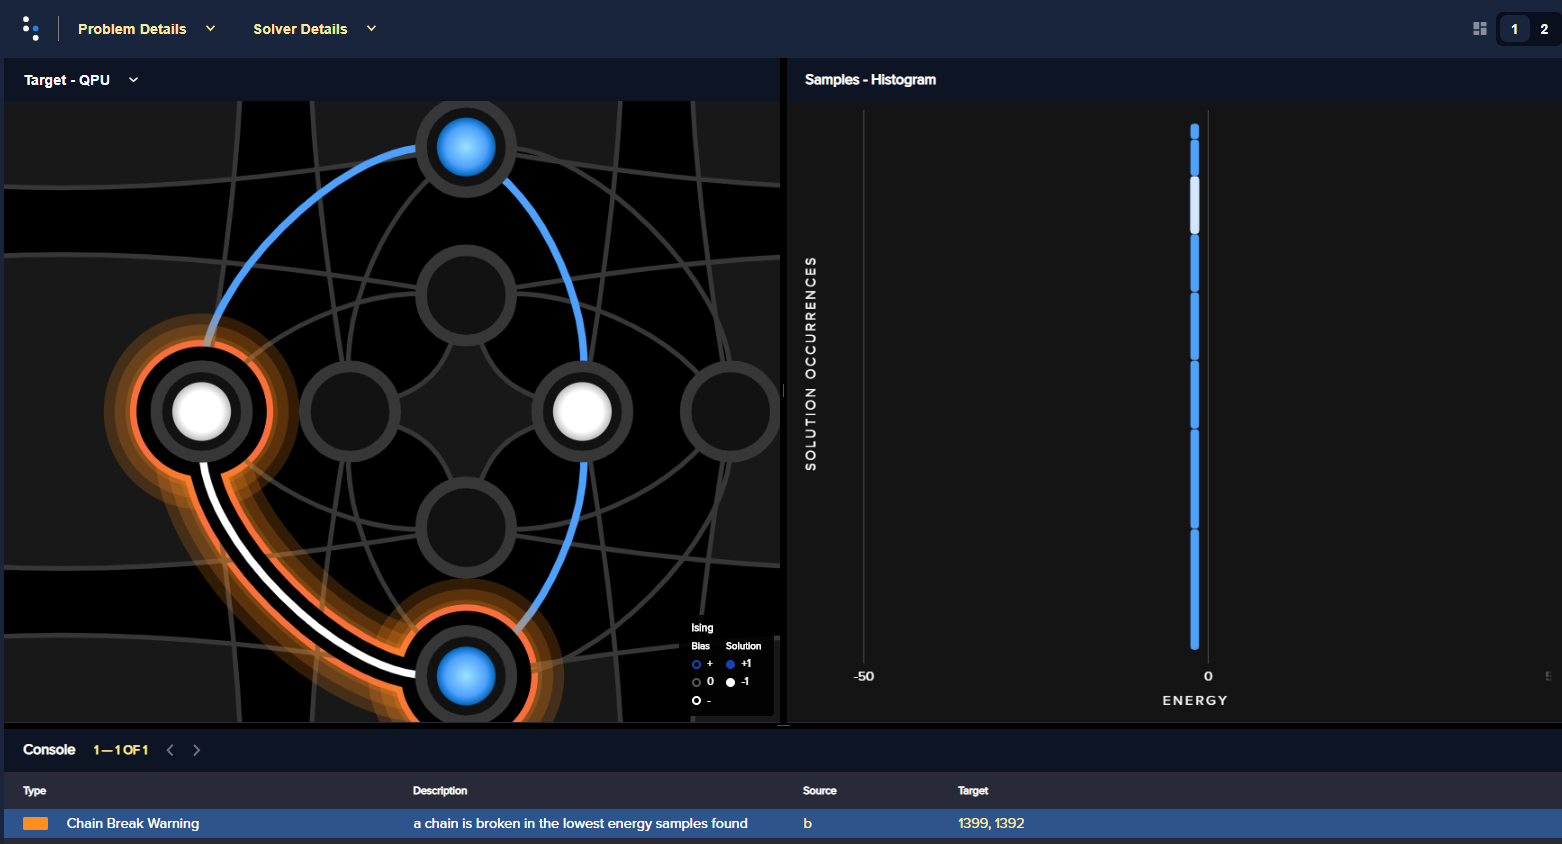 Problem Details
Solver Details
1 2
Target - QPU
Samples - Histogram
Ising
Bias Solution
+ +1
0 -1
-
SOLUTION OCCURRENCES
-50 0
ENERGY
Console 1—1 OF 1
Type Description Source Target
Chain Break Warning a chain is broken in the lowest energy samples found b 1399, 1392